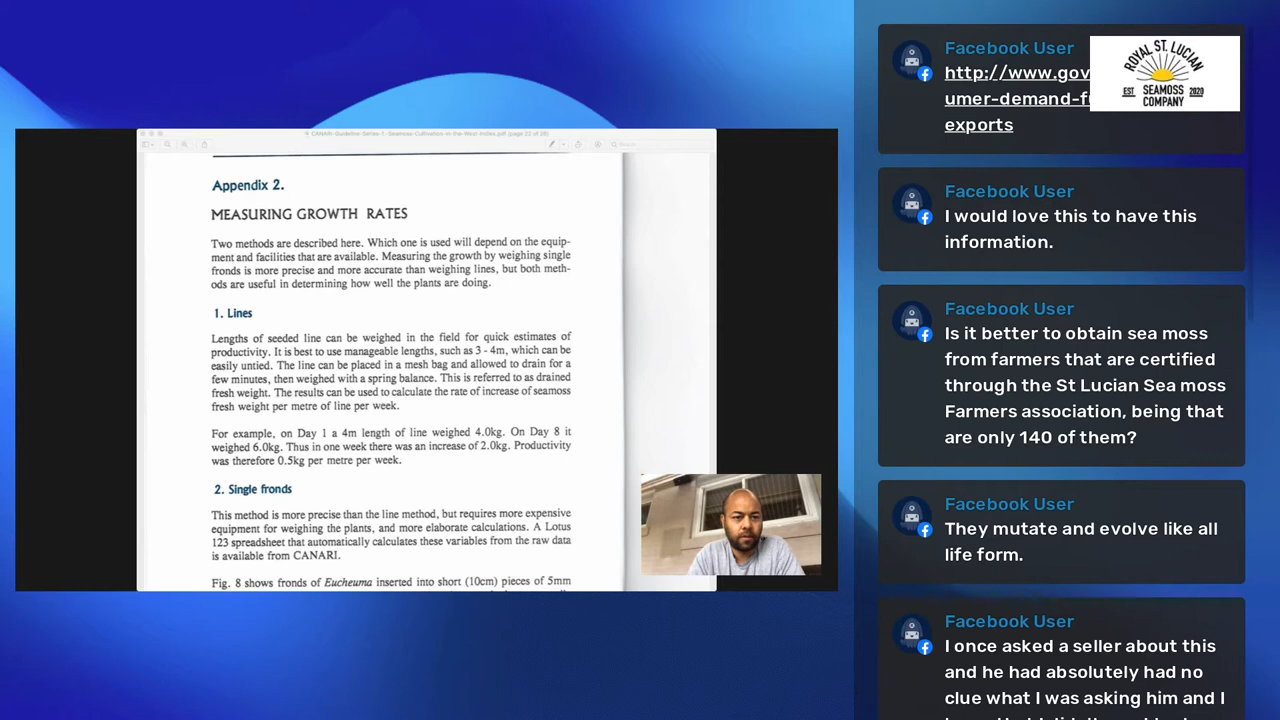 CANARI-Guideline-Series-1.-Seamoss-Cultivation-in-the-West-Indies.pdf (page 22 of 28)
Search
Appendix 2.
MEASURING GROWTH RATES
Two methods are described here. Which one is used will depend on the equip-
ment and facilities that are available. Measuring the growth by weighing single
fronds is more precise and more accurate than weighing lines, but both meth-
ods are useful in determining how well the plants are doing.
1. Lines
Lengths of seeded line can be weighed in the field for quick estimates of
productivity. It is best to use manageable lengths, such as 3 - 4m, which can be
easily untied. The line can be placed in a mesh bag and allowed to drain for a
few minutes, then weighed with a spring balance. This is referred to as drained
fresh weight. The results can be used to calculate the rate of increase of seamoss
fresh weight per metre of line per week.
For example, on Day 1 a 4m length of line weighed 4.0kg. On Day 8 it
weighed 6.0kg. Thus in one week there was an increase of 2.0kg. Productivity
was therefore 0.5kg per metre per week.
2. Single fronds
This method is more precise than the line method, but requires more expensive
equipment for weighing the plants, and more elaborate calculations. A Lotus
123 spreadsheet that automatically calculates these variables from the raw data
is available from CANARI.
Fig. 8 shows fronds of Eucheuma inserted into short (10cm) pieces of 5mm
Facebook User
http://www.gov
umer-demand-f
exports
ROYAL ST. LUCIAN
EST 2020
SEAMOSS
COMPANY
Facebook User
I would love this to have this
information.
Facebook User
Is it better to obtain sea moss
from farmers that are certified
through the St Lucian Sea moss
Farmers association, being that
are only 140 of them?
Facebook User
They mutate and evolve like all
life form.
Facebook User
I once asked a seller about this
and he had absolutely had no
clue what I was asking him and I